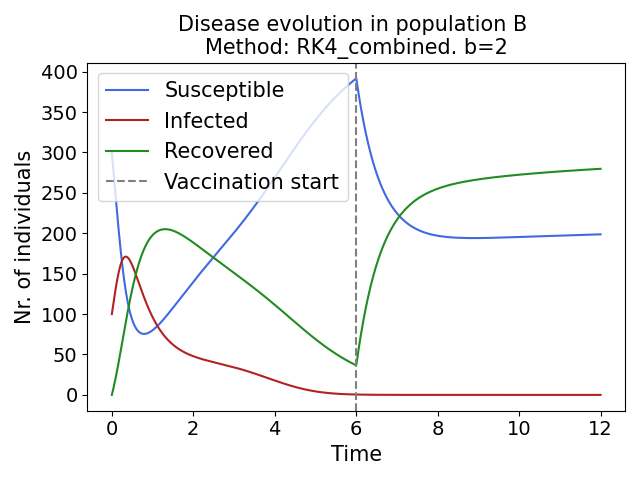 Disease evolution in population B
Method: RK4_combined. b=2
Nr. of individuals
400
350
300
250
200
150
100
50
0
Susceptible
Infected
Recovered
Vaccination start
0 2 4 6 8 10 12
Time